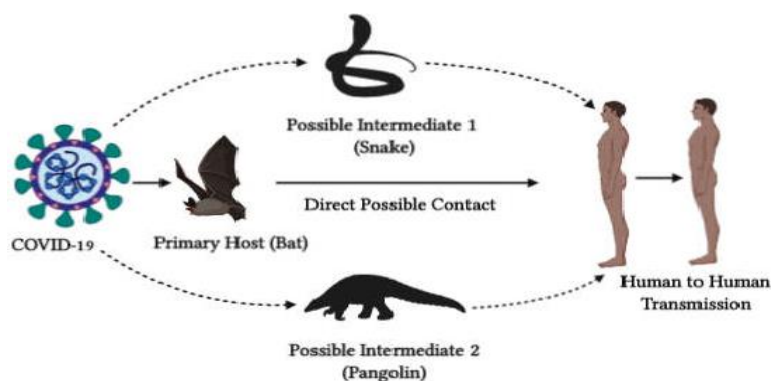 Possible Intermediate 1
(Snake)
COVID-19
Primary Host (Bat)
Direct Possible Contact
Human to Human
Transmission
Possible Intermediate 2
(Pangolin)